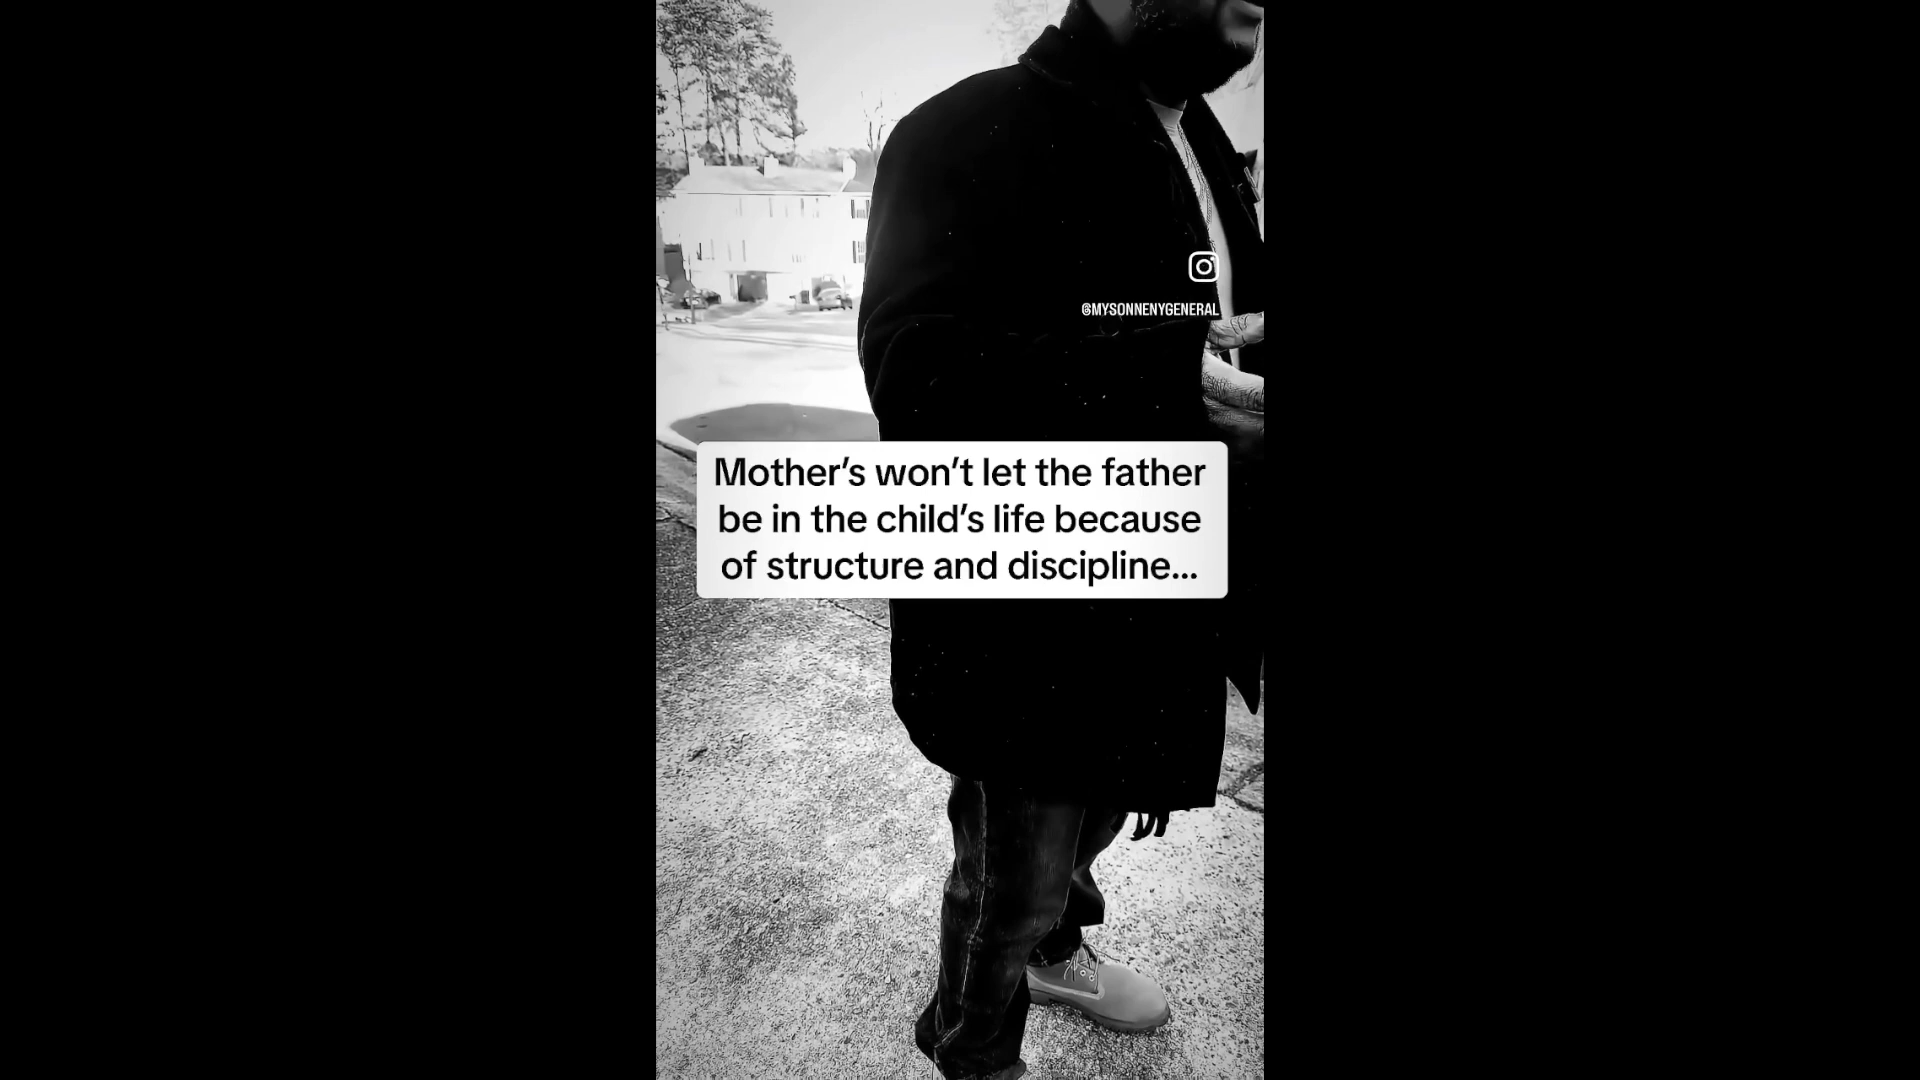 @MYSONNENYGENERAL
Mother’s won’t let the father
be in the child’s life because
of structure and discipline...